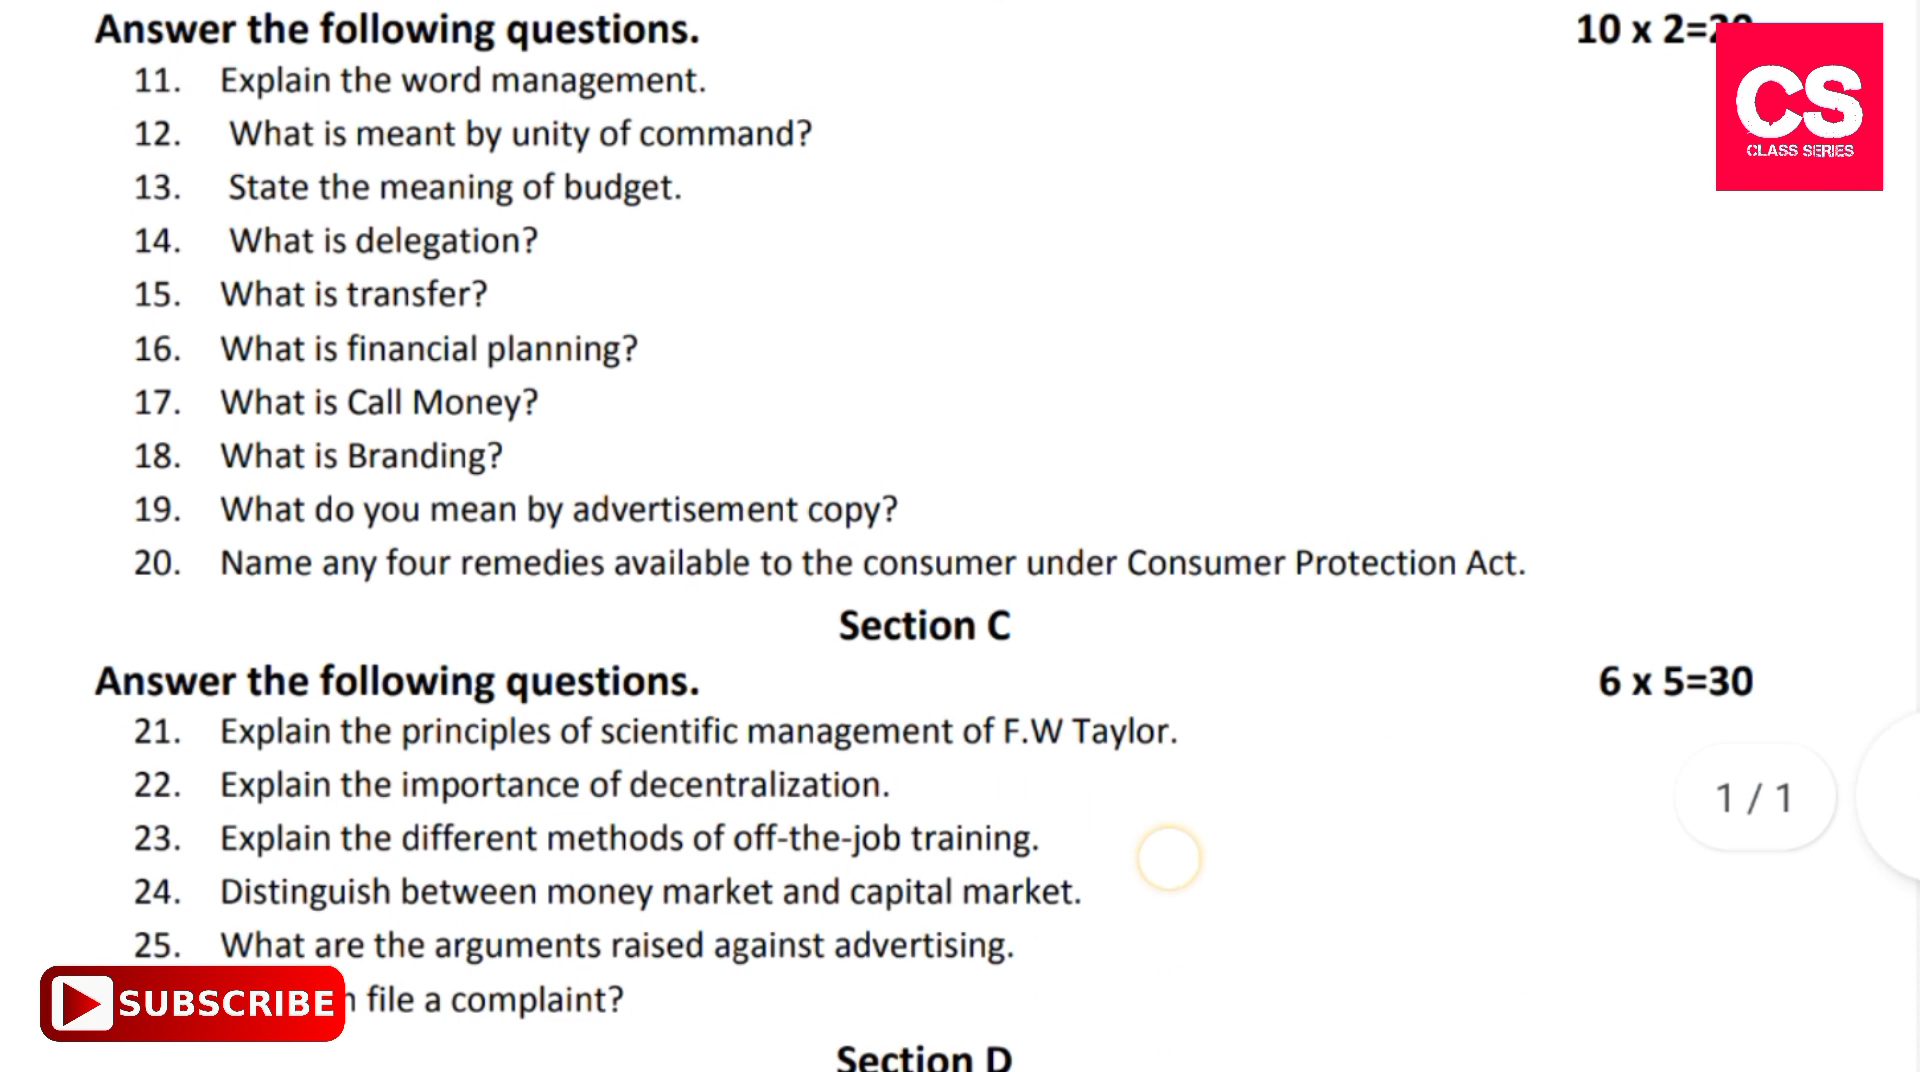 Answer the following questions. 10 x 2=
CS
CLASS SERIES
11. Explain the word management.
12. What is meant by unity of command?
13. State the meaning of budget.
14. What is delegation?
15. What is transfer?
16. What is financial planning?
17. What is Call Money?
18. What is Branding?
19. What do you mean by advertisement copy?
20. Name any four remedies available to the consumer under Consumer Protection Act.
Section C
Answer the following questions. 6 x 5=30
21. Explain the principles of scientific management of F.W Taylor.
22. Explain the importance of decentralization.
23. Explain the different methods of off-the-job training.
1 / 1
24. Distinguish between money market and capital market.
25. What are the arguments raised against advertising.
SUBSCRIBE file a complaint?
Section D